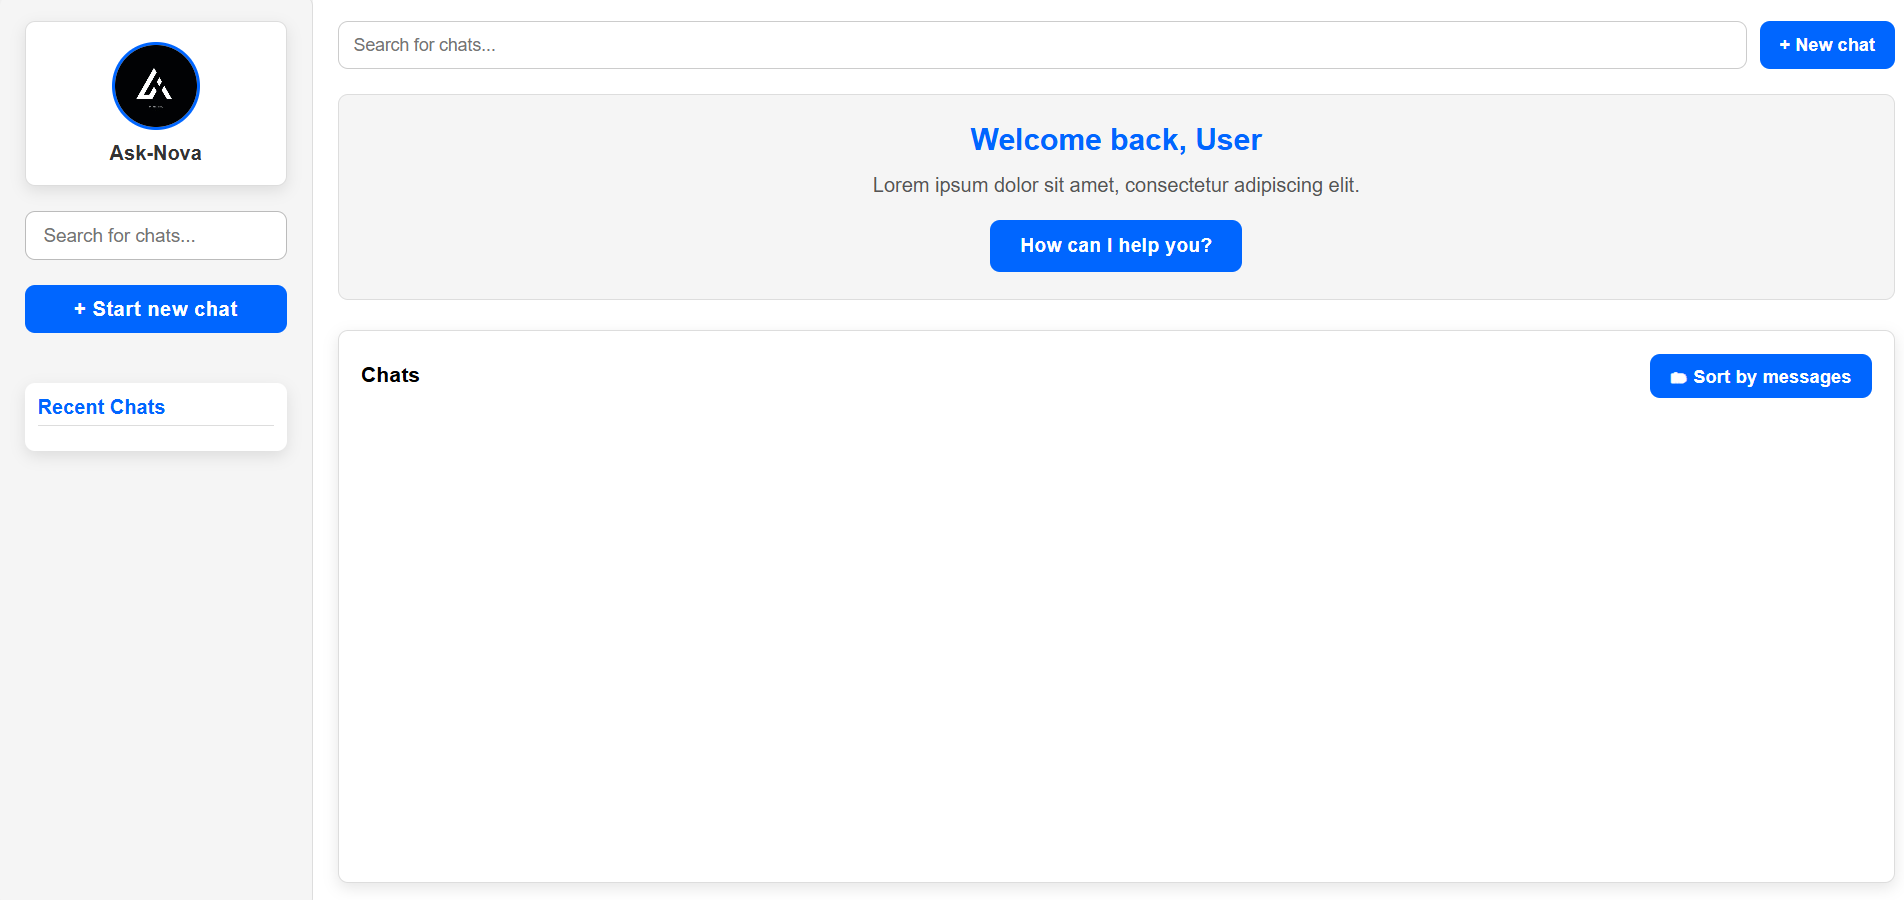 Ask-Nova
Search for chats...
+ Start new chat
Recent Chats
Search for chats...
+ New chat
Welcome back, User
Lorem ipsum dolor sit amet, consectetur adipiscing elit.
How can I help you?
Chats
Sort by messages